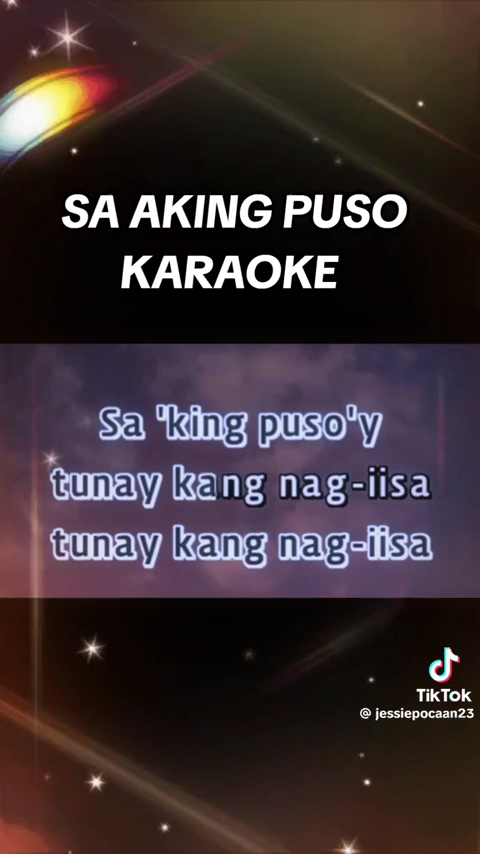 SA AKING PUSO
KARAOKE
Sa 'king puso'y
tunay kang nag-iisa
tunay kang nag-iisa
TikTok
@ jessiepocaan23